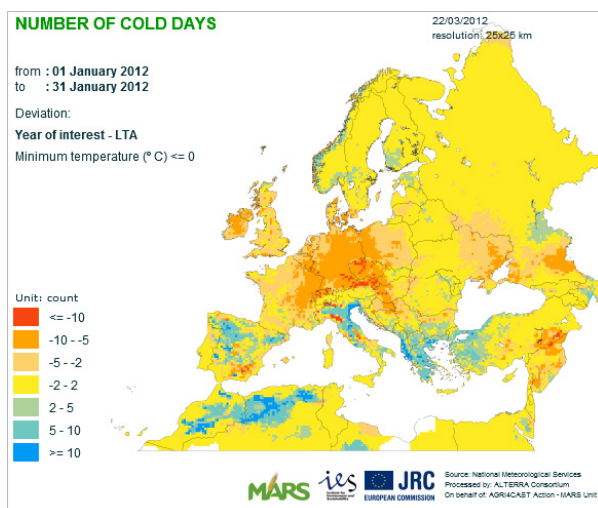 NUMBER OF COLD DAYS
22/03/2012
resolution: 25x25 km
from : 01 January 2012
to : 31 January 2012
Deviation:
Year of interest - LTA
Minimum temperature (º C) <= 0
Unit: count
<= -10
-10 - -5
-5 - -2
-2 - 2
2 - 5
5 - 10
>= 10
MARS
ies
JRC
EUROPEAN COMMISSION
Source: National Meteorological Services
Processed by: ALTERRA Consortium
On behalf of: AGRI4CAST Action - MARS Unit